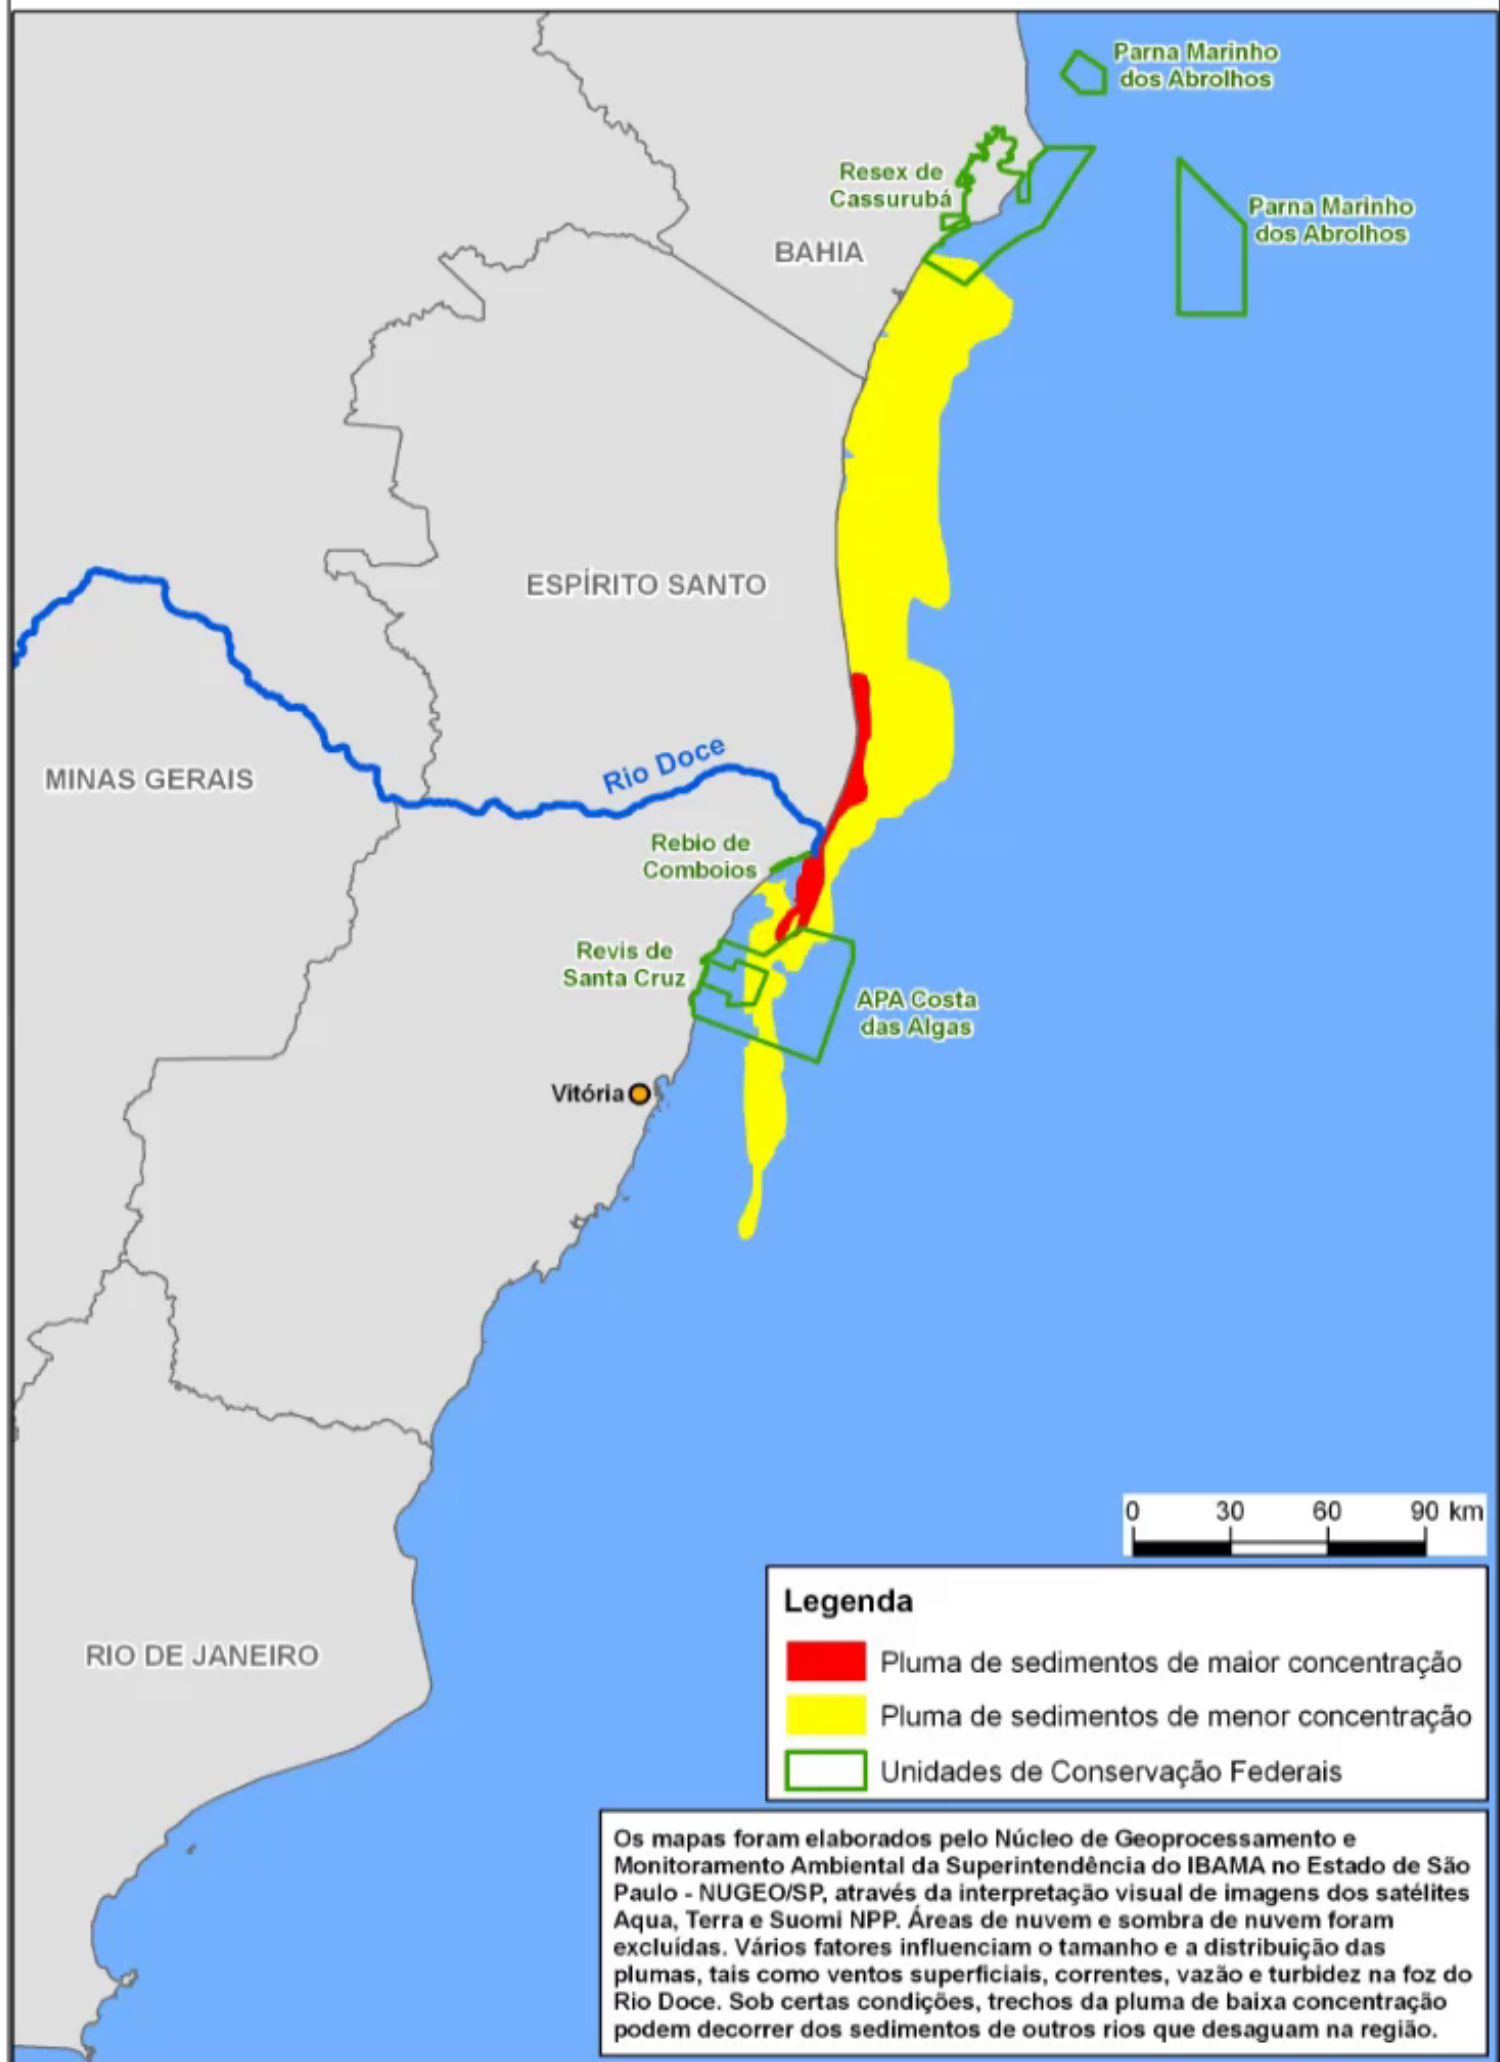 Parna Marinho
dos Abrolhos
Resex de
Cassurubá
Parna Marinho
dos Abrolhos
BAHIA
ESPÍRITO SANTO
Rio Doce
MINAS GERAIS
Rebio de
Comboios
Revis de
Santa Cruz
APA Costa
das Algas
Vitória
0 30 60 90 km
RIO DE JANEIRO
Legenda
Pluma de sedimentos de maior concentração
Pluma de sedimentos de menor concentração
Unidades de Conservação Federais
Os mapas foram elaborados pelo Núcleo de Geoprocessamento e
Monitoramento Ambiental da Superintendência do IBAMA no Estado de São
Paulo - NUGEO/SP, através da interpretação visual de imagens dos satélites
Aqua, Terra e Suomi NPP. Áreas de nuvem e sombra de nuvem foram
excluídas. Vários fatores influenciam o tamanho e a distribuição das
plumas, tais como ventos superficiais, correntes, vazão e turbidez na foz do
Rio Doce. Sob certas condições, trechos da pluma de baixa concentração
podem decorrer dos sedimentos de outros rios que desaguam na região.